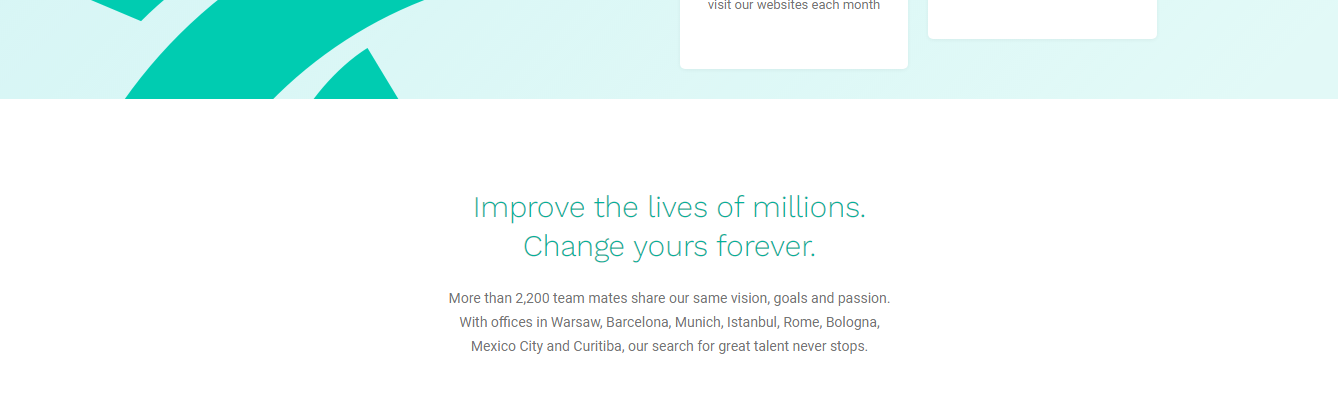 visit our websites each month
Improve the lives of millions.
Change yours forever.
More than 2,200 team mates share our same vision, goals and passion.
With offices in Warsaw, Barcelona, Munich, Istanbul, Rome, Bologna,
Mexico City and Curitiba, our search for great talent never stops.